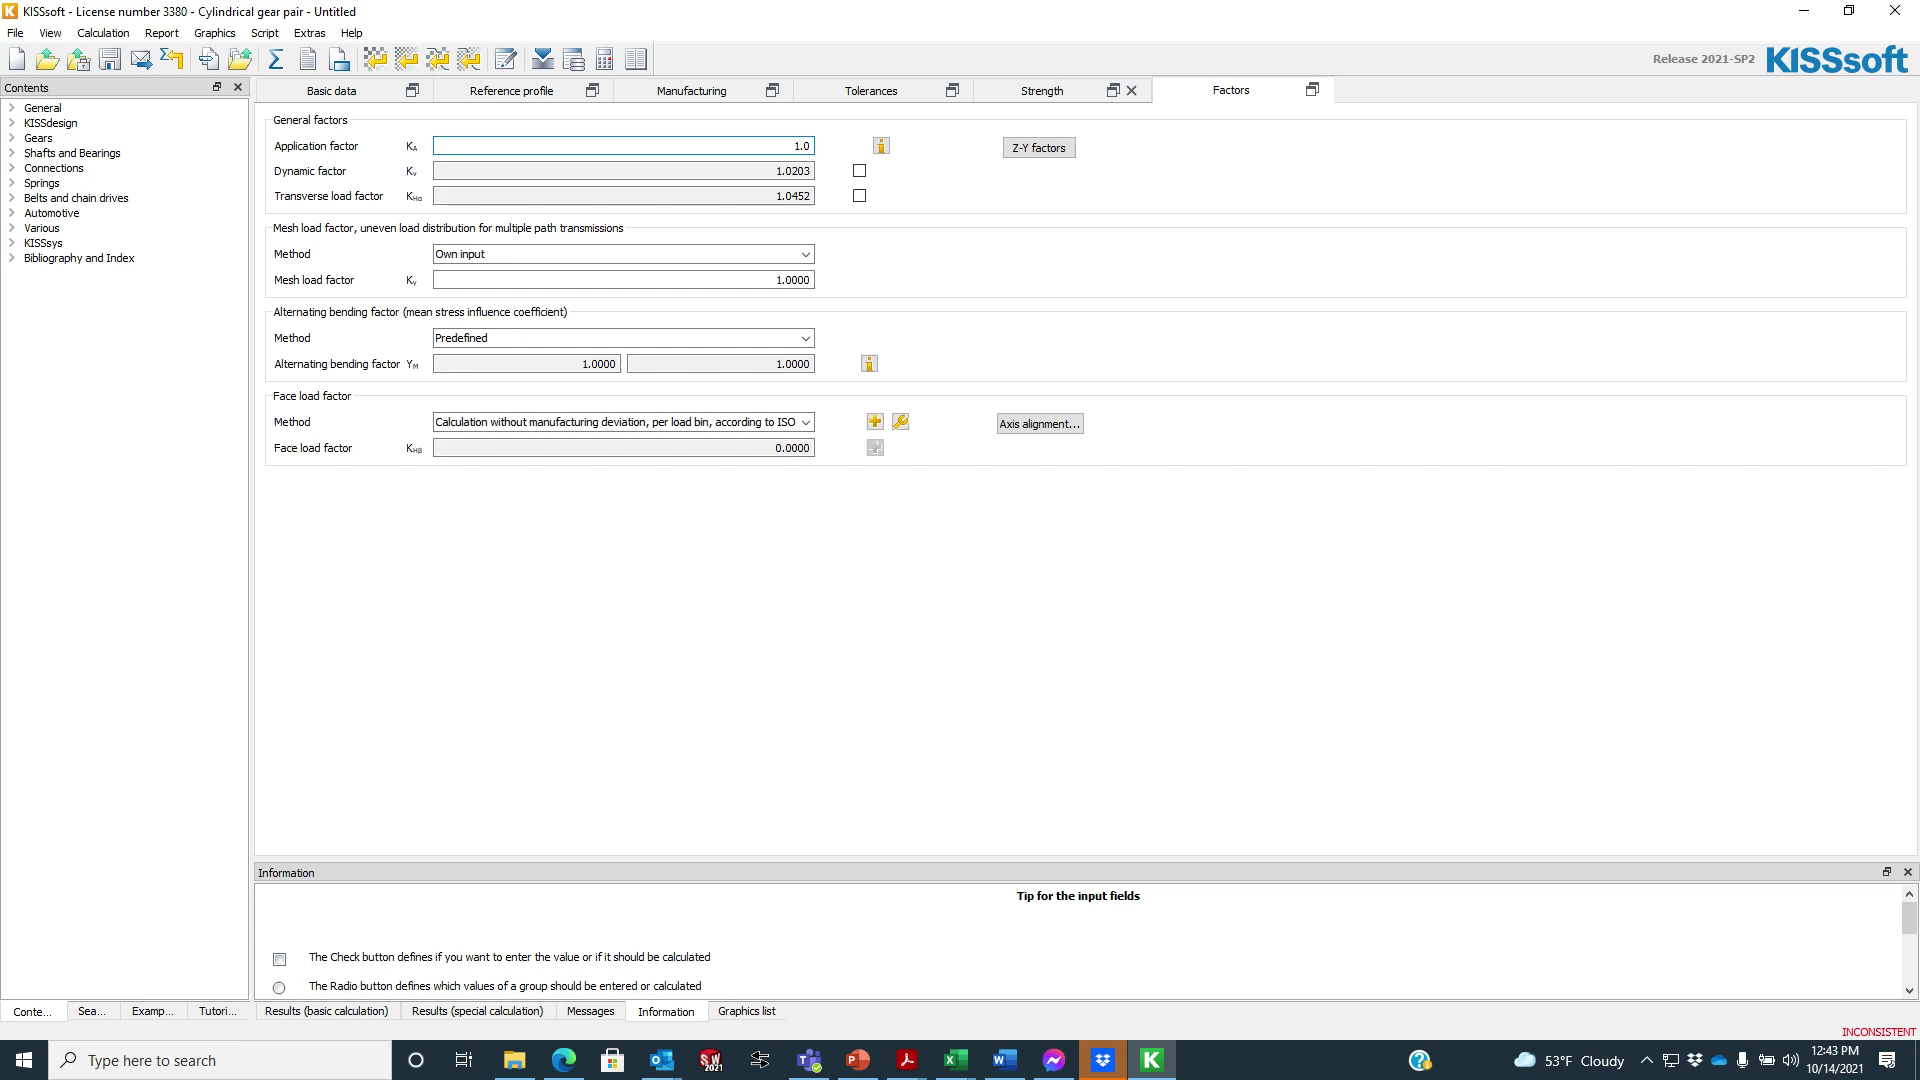 KISSsoft - License number 3380 - Cylindrical gear pair - Untitled
File View Calculation Report Graphics Script Extras Help
Release 2021-SP2 KISSsoft
Contents
General
KISSdesign
Gears
Shafts and Bearings
Connections
Springs
Belts and chain drives
Automotive
Various
KISSsys
Bibliography and Index
Basic data Reference profile Manufacturing Tolerances Strength Factors
General factors
Application factor KA 1.0 Z-Y factors
Dynamic factor Kv 1.0203
Transverse load factor KHα 1.0452
Mesh load factor, uneven load distribution for multiple path transmissions
Method Own input
Mesh load factor Kγ 1.0000
Alternating bending factor (mean stress influence coefficient)
Method Predefined
Alternating bending factor YM 1.0000 1.0000
Face load factor
Method Calculation without manufacturing deviation, per load bin, according to ISO Axis alignment...
Face load factor KHβ 0.0000
Information
Tip for the input fields
The Check button defines if you want to enter the value or if it should be calculated
The Radio button defines which values of a group should be entered or calculated
Conte... Sea... Examp... Tutori... Results (basic calculation) Results (special calculation) Messages Information Graphics list
INCONSISTENT
Type here to search
53°F Cloudy
12:43 PM
10/14/2021